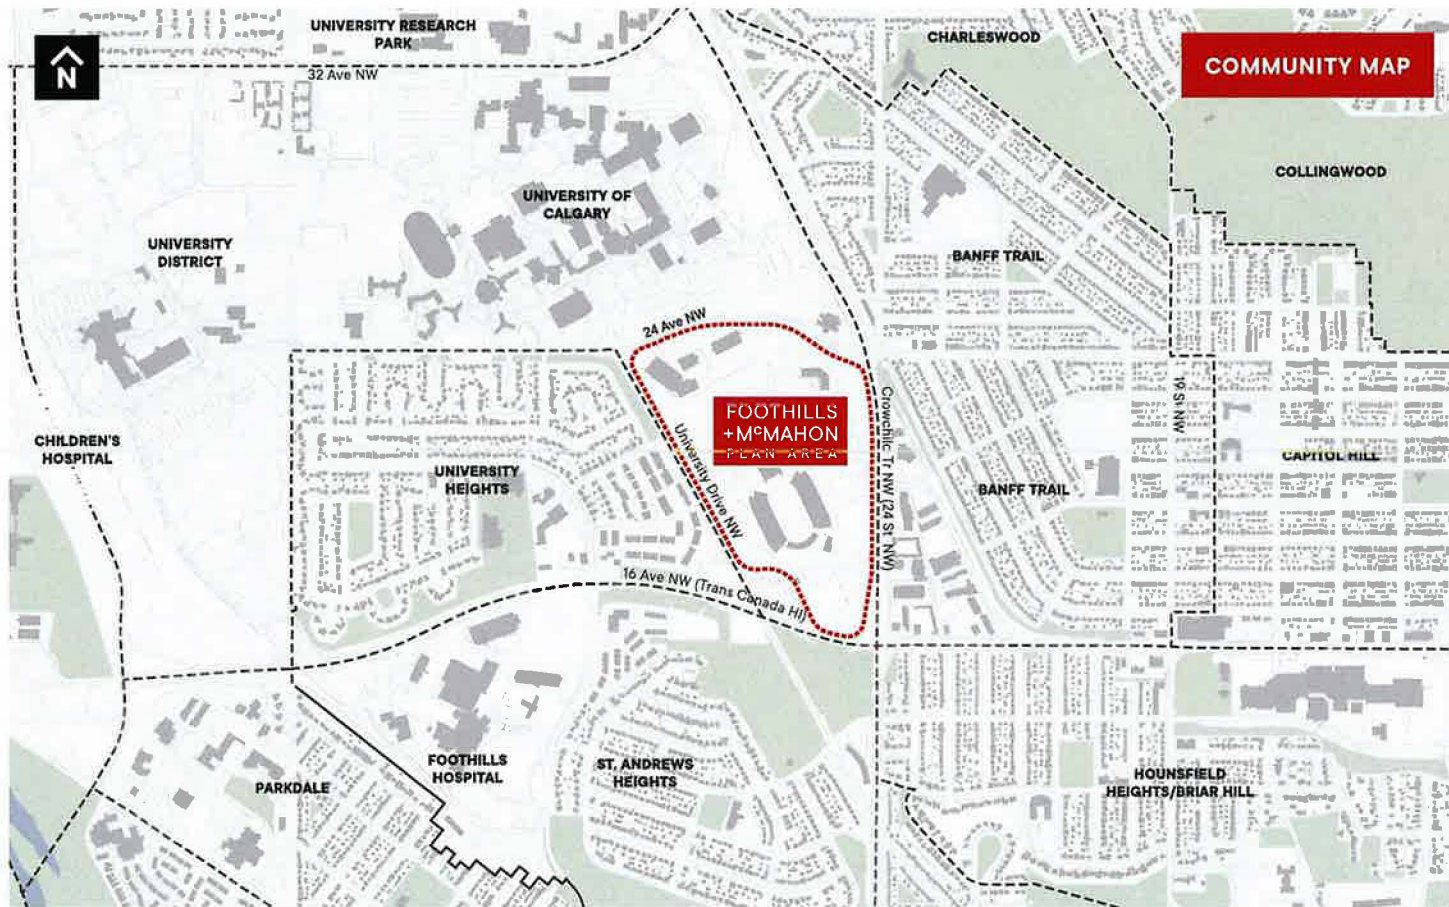 UNIVERSITY RESEARCH
PARK
CHARLESWOOD
COMMUNITY MAP
N
32 Ave NW
COLLINGWOOD
UNIVERSITY OF
CALGARY
UNIVERSITY
DISTRICT
BANFF TRAIL
24 Ave NW
19 St NW
FOOTHILLS
+MCMAHON
PLAN AREA
Crowchild Tr NW (24 St NW)
University Drive NW
CHILDREN'S
HOSPITAL
UNIVERSITY
HEIGHTS
CAPITOL HILL
BANFF TRAIL
16 Ave NW (Trans Canada Hi)
FOOTHILLS
HOSPITAL
ST. ANDREWS
HEIGHTS
PARKDALE
HOUNSFIELD
HEIGHTS/BRIAR HILL